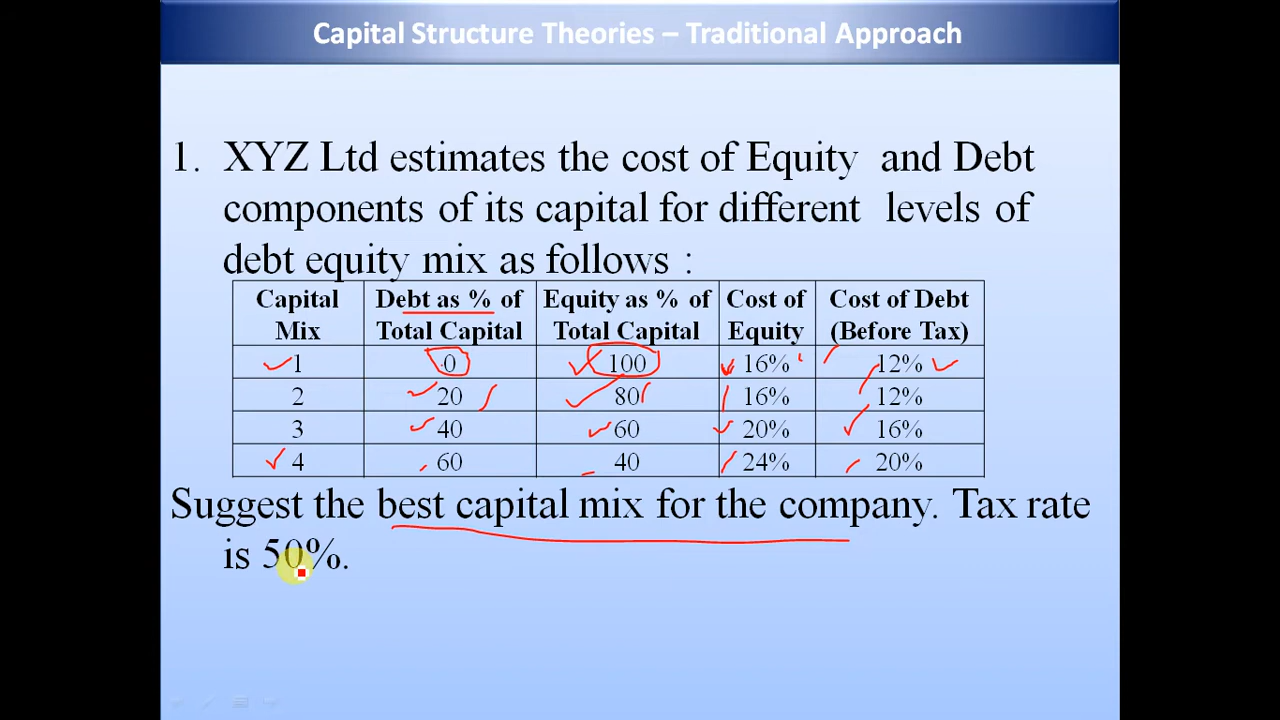 Capital Structure Theories – Traditional Approach
1. XYZ Ltd estimates the cost of Equity and Debt
components of its capital for different levels of
debt equity mix as follows :
Capital Mix | Debt as % of Total Capital | Equity as % of Total Capital | Cost of Equity | Cost of Debt (Before Tax)
1 | 0 | 100 | 16% | 12%
2 | 20 | 80 | 16% | 12%
3 | 40 | 60 | 20% | 16%
4 | 60 | 40 | 24% | 20%
Suggest the best capital mix for the company. Tax rate
is 50%.